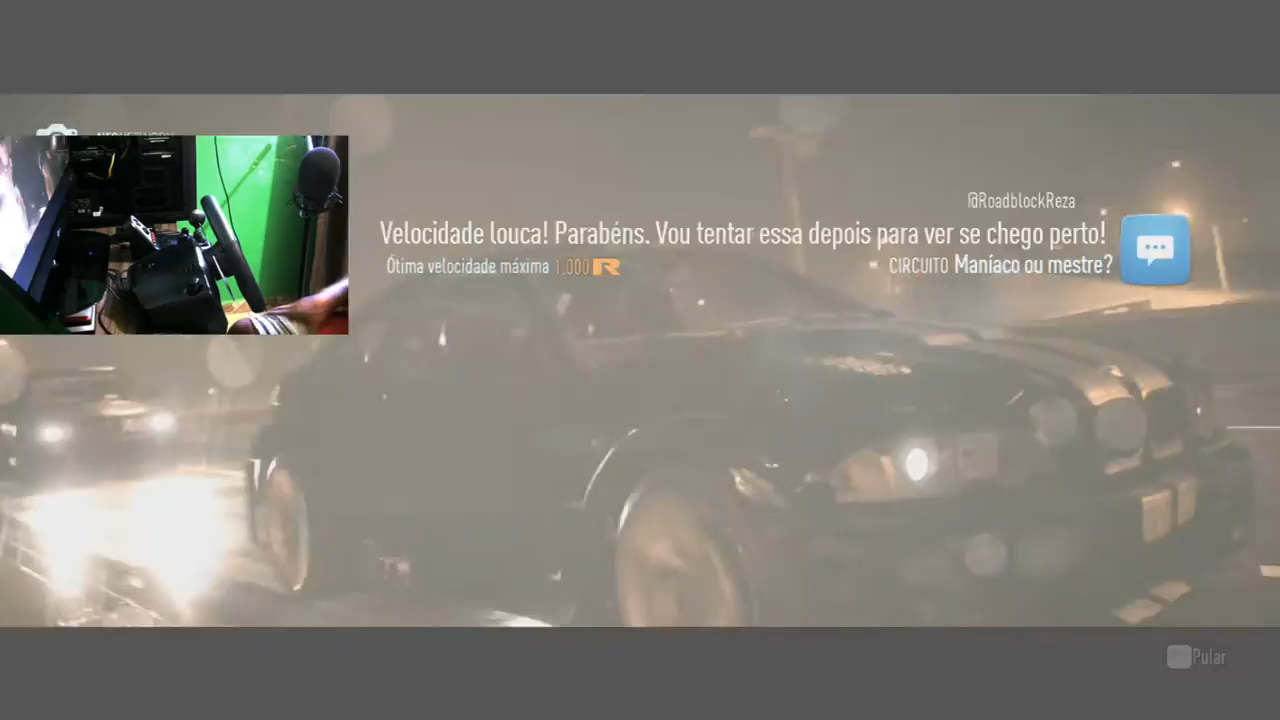 @RoadblockReza
Velocidade louca! Parabéns. Vou tentar essa depois para ver se chego perto!
Ótima velocidade máxima 1.000
CIRCUITO Maníaco ou mestre?
Pular